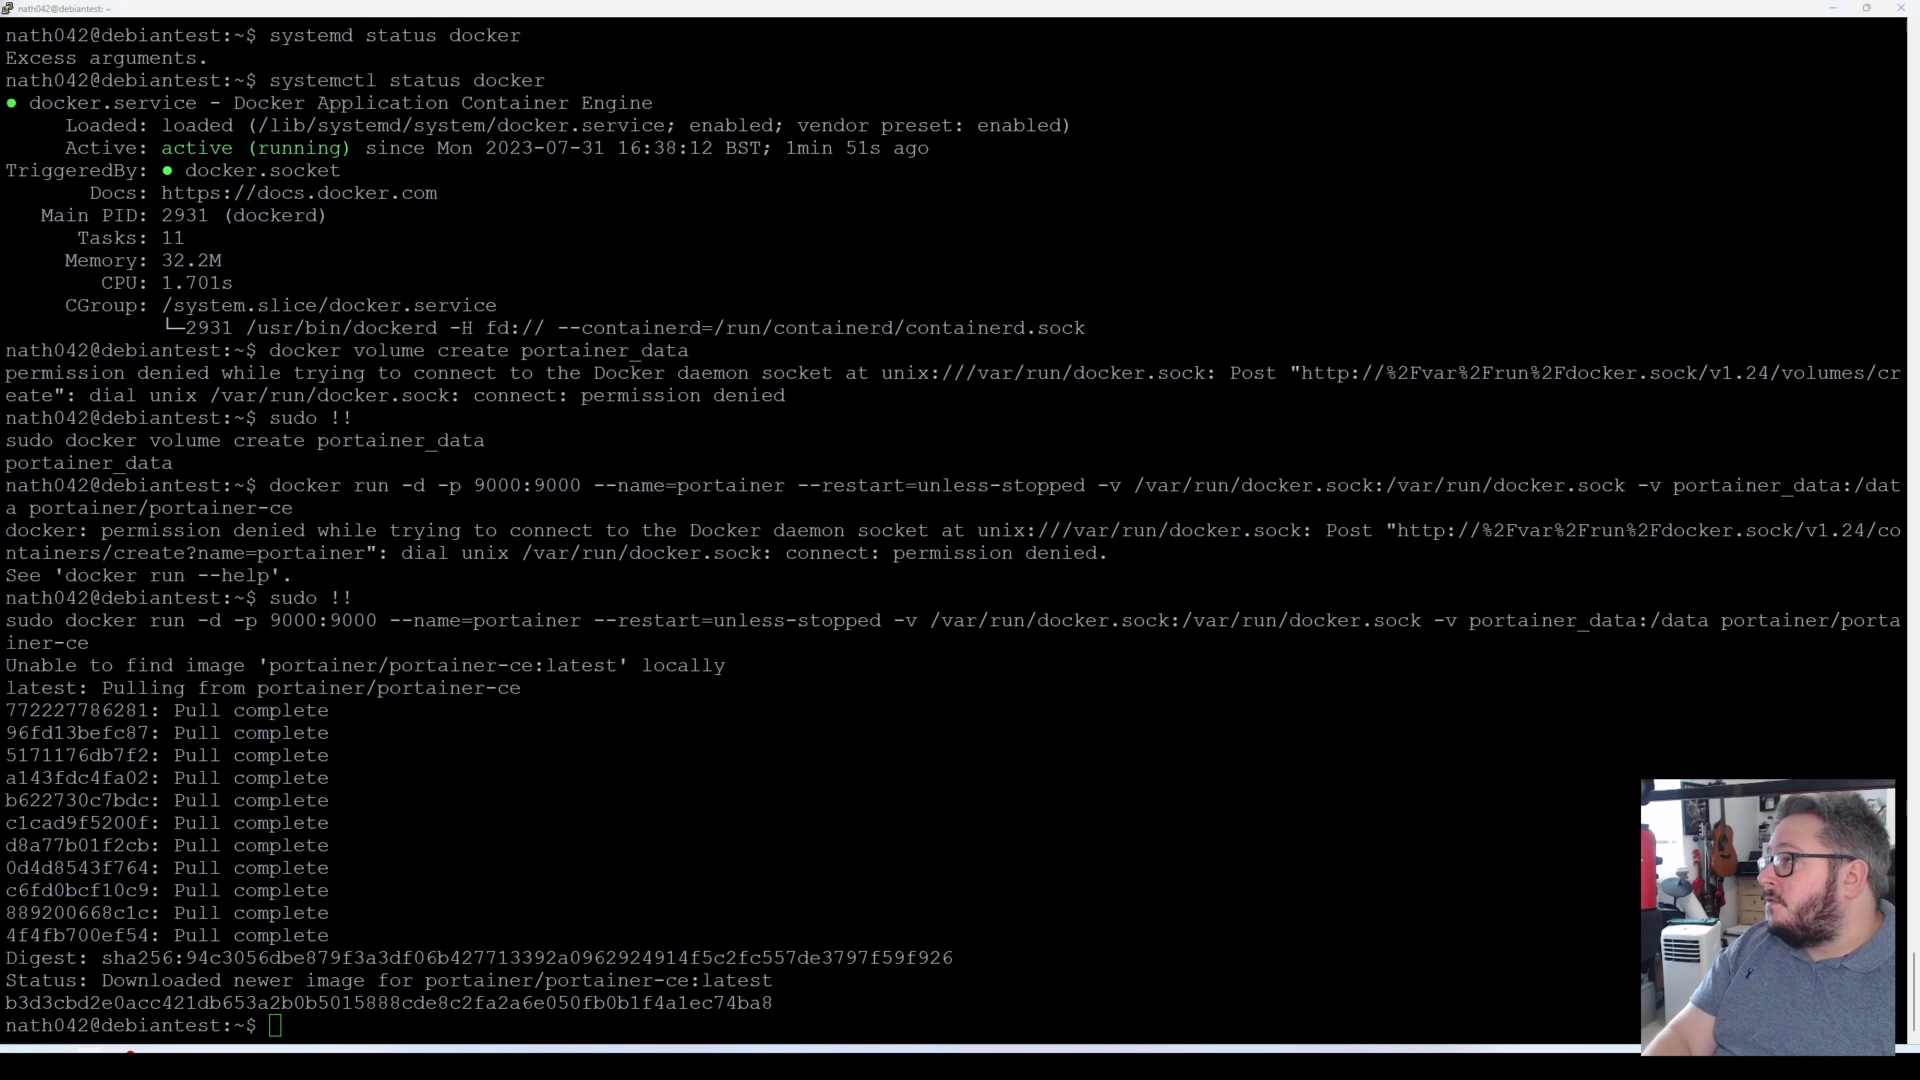 nath042@debiantest: ~
nath042@debiantest:~$ systemd status docker
Excess arguments.
nath042@debiantest:~$ systemctl status docker
● docker.service - Docker Application Container Engine
Loaded: loaded (/lib/systemd/system/docker.service; enabled; vendor preset: enabled)
Active: active (running) since Mon 2023-07-31 16:38:12 BST; 1min 51s ago
TriggeredBy: ● docker.socket
Docs: https://docs.docker.com
Main PID: 2931 (dockerd)
Tasks: 11
Memory: 32.2M
CPU: 1.701s
CGroup: /system.slice/docker.service
└─2931 /usr/bin/dockerd -H fd:// --containerd=/run/containerd/containerd.sock
nath042@debiantest:~$ docker volume create portainer_data
permission denied while trying to connect to the Docker daemon socket at unix:///var/run/docker.sock: Post "http://%2Fvar%2Frun%2Fdocker.sock/v1.24/volumes/cr
eate": dial unix /var/run/docker.sock: connect: permission denied
nath042@debiantest:~$ sudo !!
sudo docker volume create portainer_data
portainer_data
nath042@debiantest:~$ docker run -d -p 9000:9000 --name=portainer --restart=unless-stopped -v /var/run/docker.sock:/var/run/docker.sock -v portainer_data:/dat
a portainer/portainer-ce
docker: permission denied while trying to connect to the Docker daemon socket at unix:///var/run/docker.sock: Post "http://%2Fvar%2Frun%2Fdocker.sock/v1.24/co
ntainers/create?name=portainer": dial unix /var/run/docker.sock: connect: permission denied.
See 'docker run --help'.
nath042@debiantest:~$ sudo !!
sudo docker run -d -p 9000:9000 --name=portainer --restart=unless-stopped -v /var/run/docker.sock:/var/run/docker.sock -v portainer_data:/data portainer/porta
iner-ce
Unable to find image 'portainer/portainer-ce:latest' locally
latest: Pulling from portainer/portainer-ce
772227786281: Pull complete
96fd13befc87: Pull complete
5171176db7f2: Pull complete
a143fdc4fa02: Pull complete
b622730c7bdc: Pull complete
c1cad9f5200f: Pull complete
d8a77b01f2cb: Pull complete
0d4d8543f764: Pull complete
c6fd0bcf10c9: Pull complete
889200668c1c: Pull complete
4f4fb700ef54: Pull complete
Digest: sha256:94c3056dbe879f3a3df06b427713392a0962924914f5c2fc557de3797f59f926
Status: Downloaded newer image for portainer/portainer-ce:latest
b3d3cbd2e0acc421db653a2b0b5015888cde8c2fa2a6e050fb0b1f4a1ec74ba8
nath042@debiantest:~$